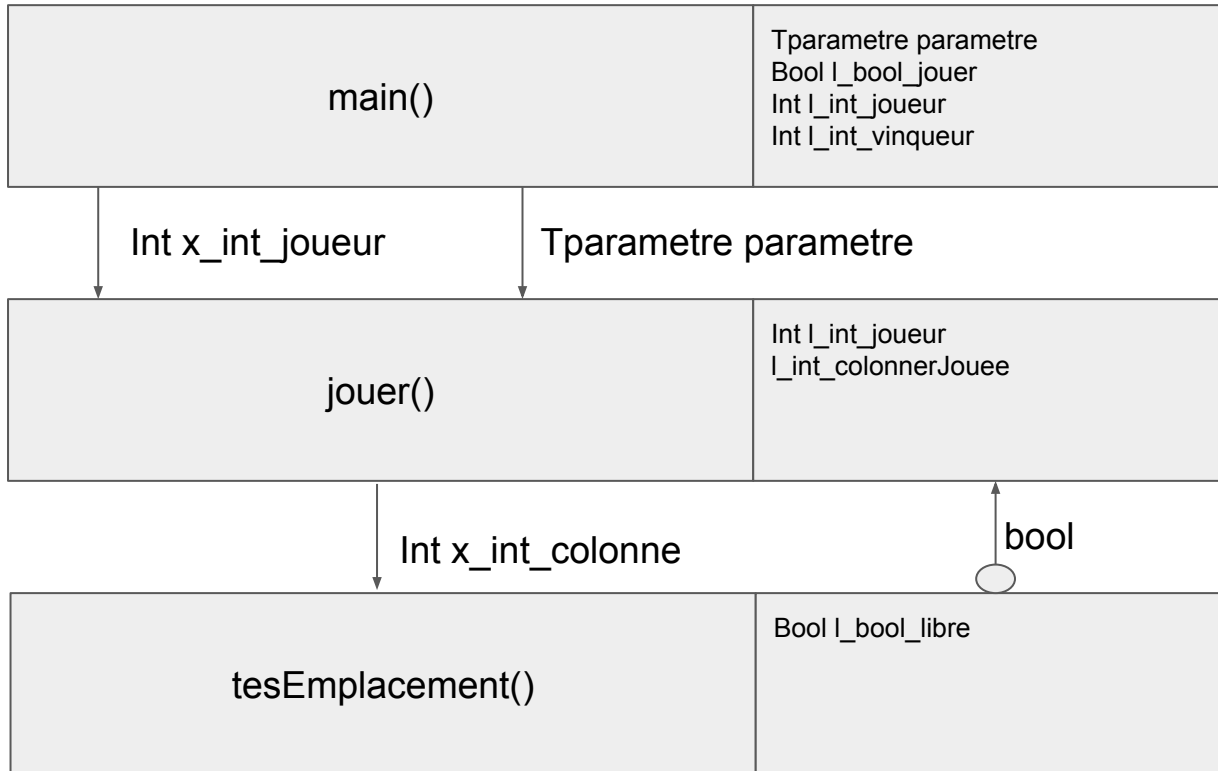 main()
Tparametre parametre
Bool l_bool_jouer
Int l_int_joueur
Int l_int_vinqueur
Int x_int_joueur
Tparametre parametre
jouer()
Int l_int_joueur
l_int_colonnerJouee
Int x_int_colonne
bool
tesEmplacement()
Bool l_bool_libre